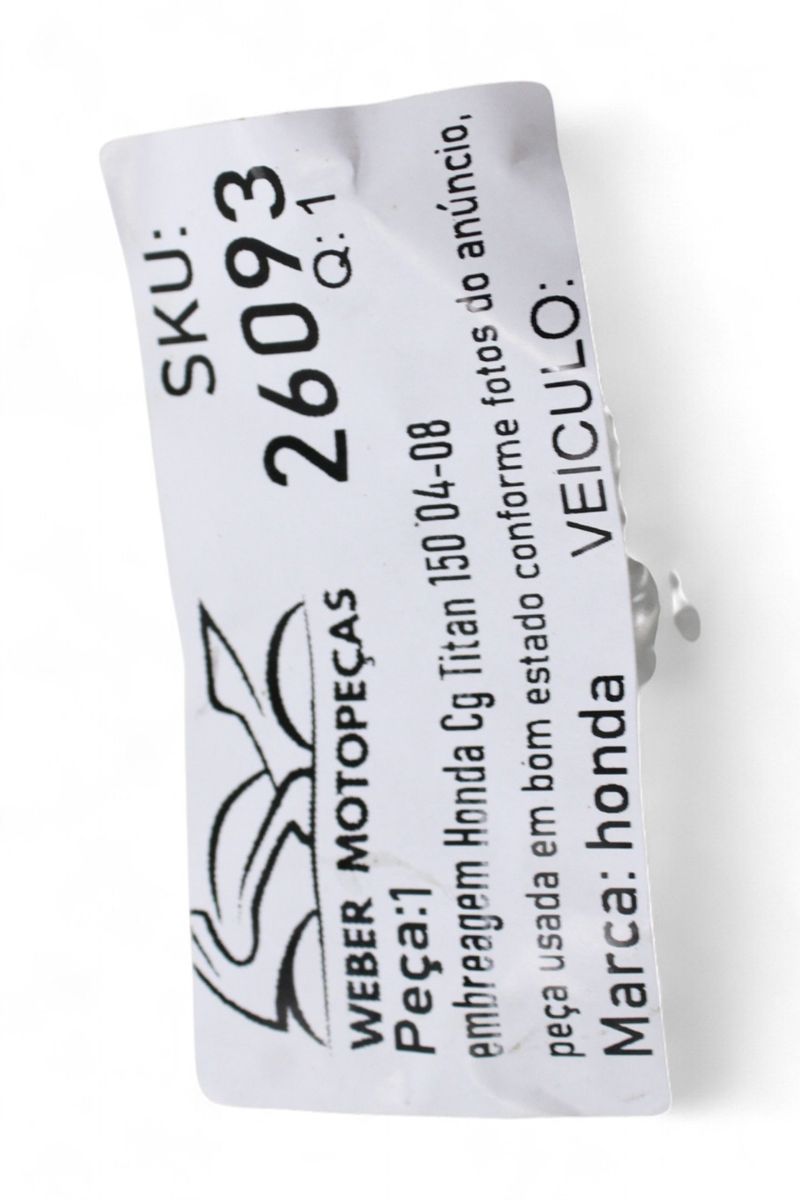 WEBER MOTOPEÇAS
SKU:
26093
Q: 1
Peça:1
embreagem Honda Cg Titan 150 04-08
peça usada em bom estado conforme fotos do anúncio,
Marca: honda
VEICULO: